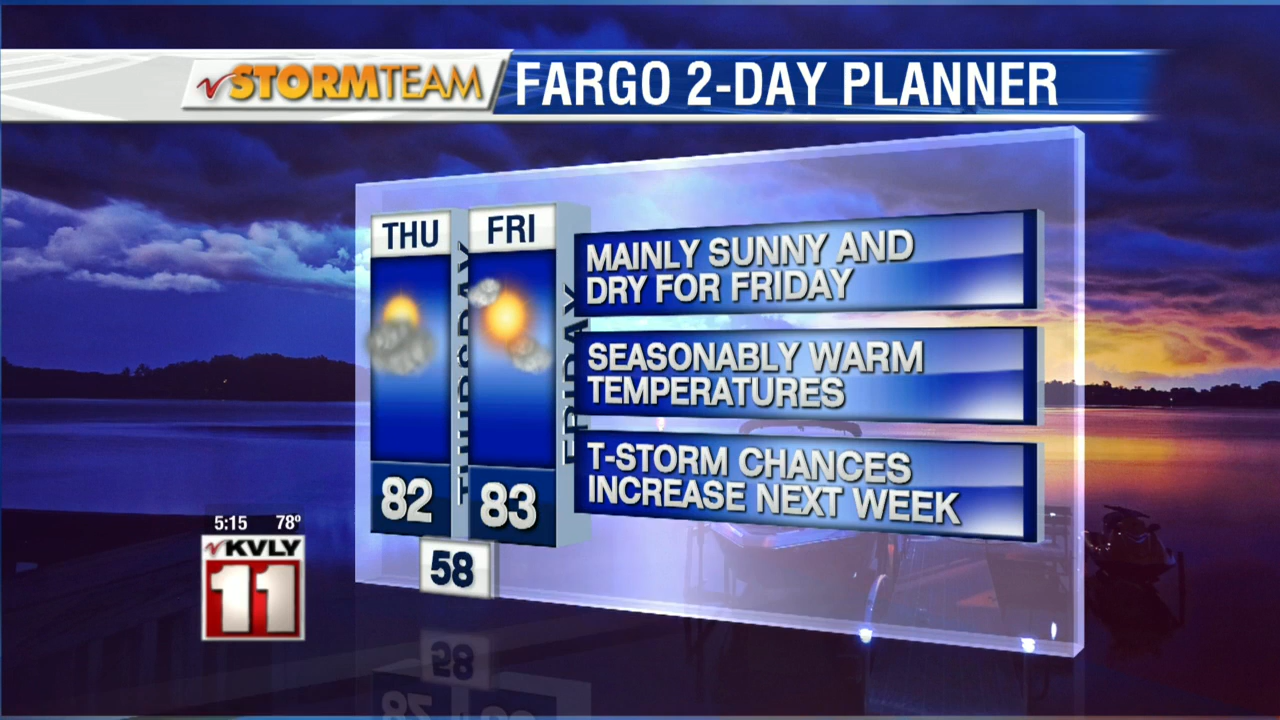 STORMTEAM FARGO 2-DAY PLANNER
THU
FRI
THURSDAY
FRIDAY
MAINLY SUNNY AND
DRY FOR FRIDAY
SEASONABLY WARM
TEMPERATURES
T-STORM CHANCES
INCREASE NEXT WEEK
82
83
58
5:15 78º
KVLY
11